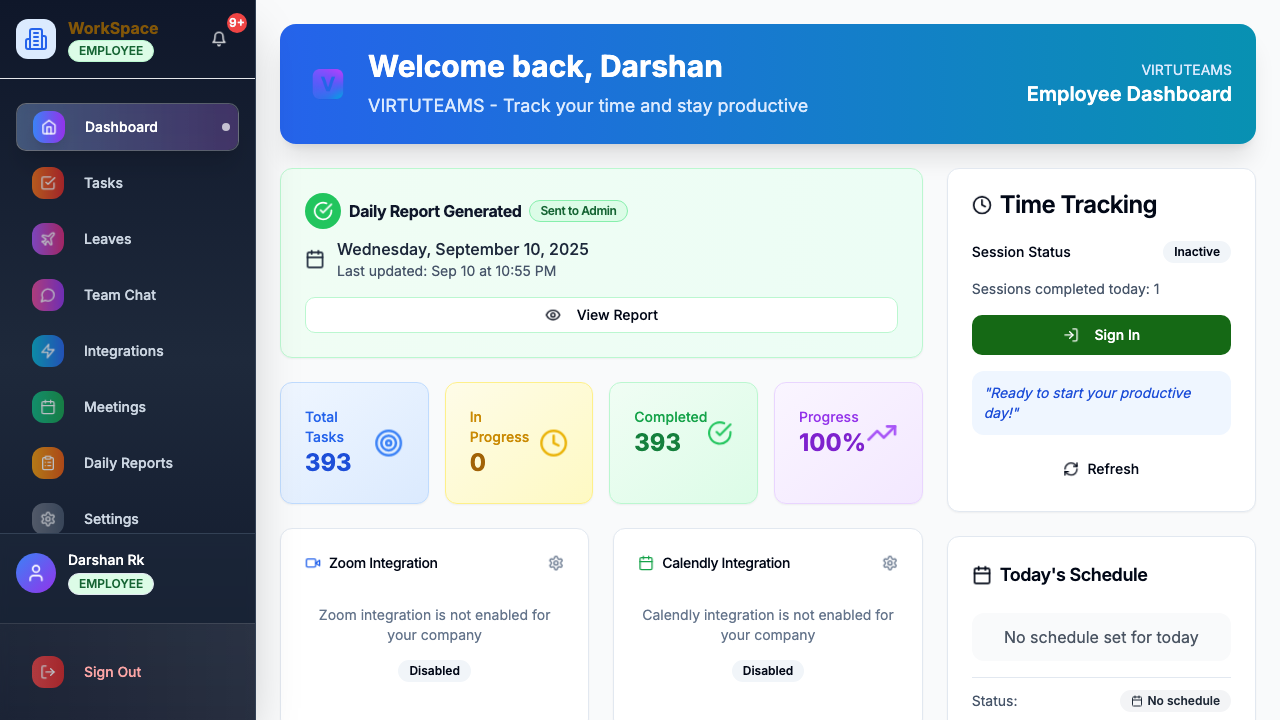 WorkSpace
EMPLOYEE
9+
Dashboard
Tasks
Leaves
Team Chat
Integrations
Meetings
Daily Reports
Settings
Darshan Rk
EMPLOYEE
Sign Out
V
Welcome back, Darshan
VIRTUTEAMS - Track your time and stay productive
VIRTUTEAMS
Employee Dashboard
Daily Report Generated
Sent to Admin
Wednesday, September 10, 2025
Last updated: Sep 10 at 10:55 PM
View Report
Total
Tasks
393
In
Progress
0
Completed
393
Progress
100%
Zoom Integration
Zoom integration is not enabled for
your company
Disabled
Calendly Integration
Calendly integration is not enabled for
your company
Disabled
Time Tracking
Session Status
Inactive
Sessions completed today: 1
Sign In
"Ready to start your productive
day!"
Refresh
Today's Schedule
No schedule set for today
Status:
No schedule